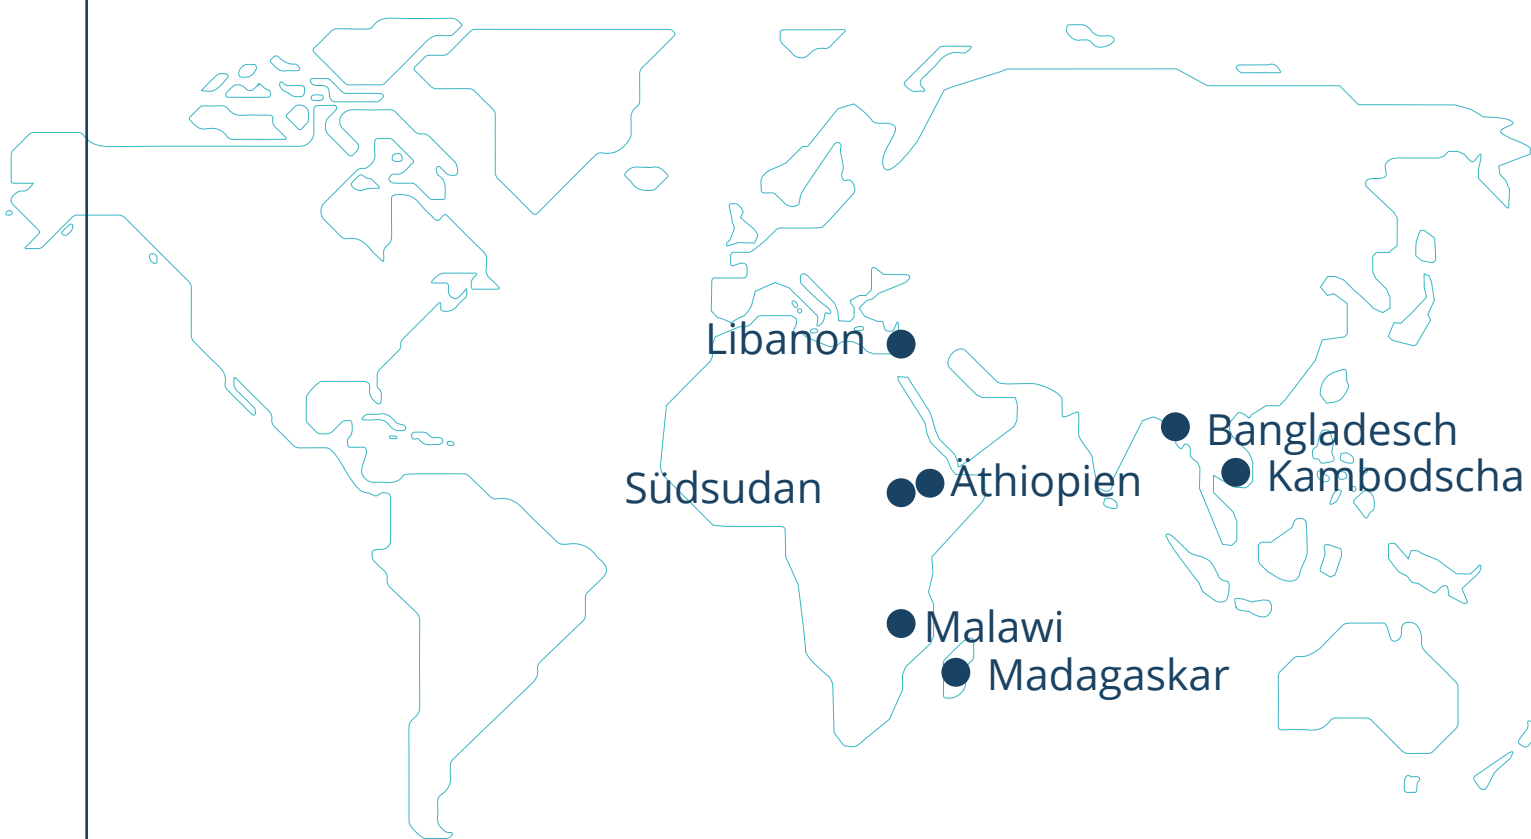 Libanon
Bangladesch
Kambodscha
Äthiopien
Südsudan
Malawi
Madagaskar